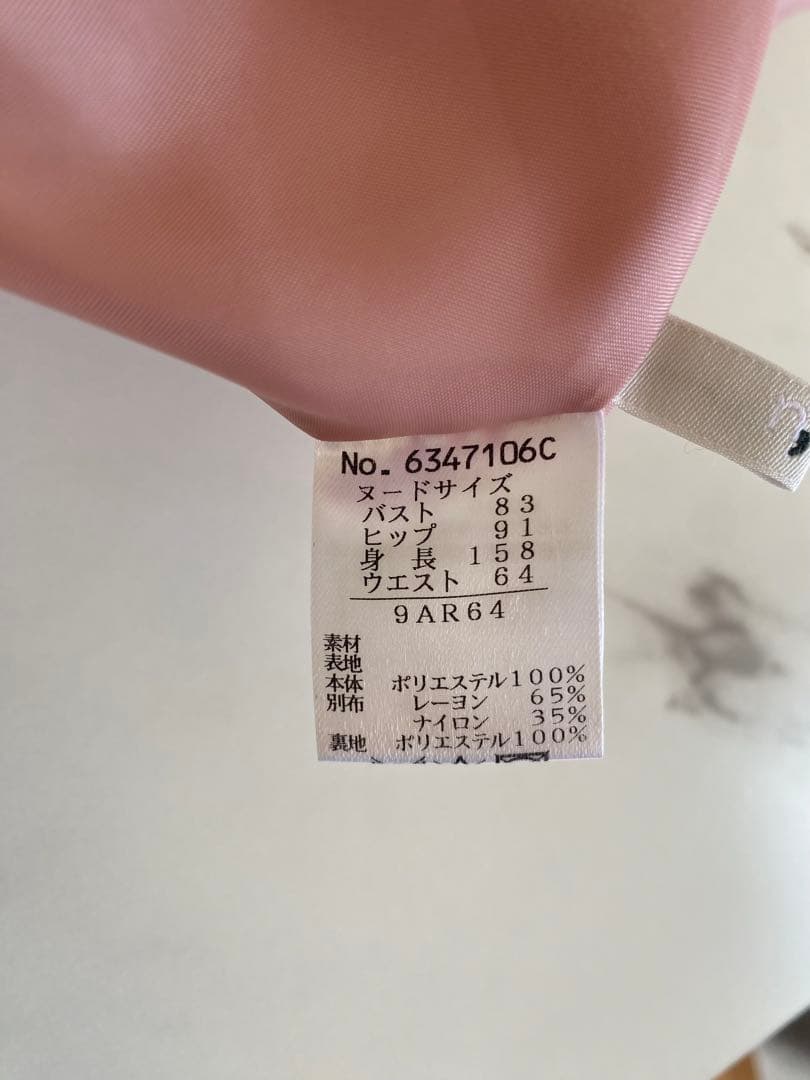 No. 6347106C
ヌードサイズ
バスト 83
ヒップ 91
身 長 158
ウエスト 64
9AR64
素材
表地
本体 ポリエステル100%
別布 レーヨン 65%
ナイロン 35%
裏地 ポリエステル100%